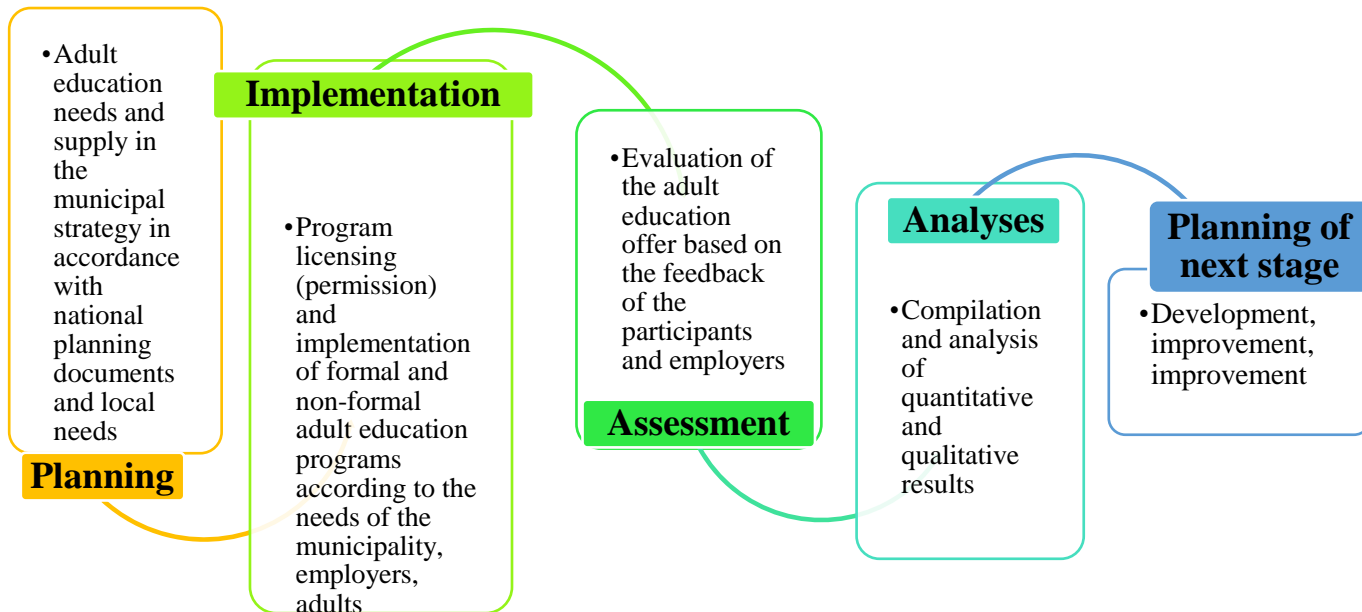 •Adult
education
needs and
supply in
the
municipal
strategy in
accordance
with
national
planning
documents
and local
needs
Planning
Implementation
•Program
licensing
(permission)
and
implementation
of formal and
non-formal
adult education
programs
according to the
needs of the
municipality,
employers,
adults
•Evaluation of
the adult
education
offer based on
the feedback
of the
participants
and employers
Assessment
Analyses
•Compilation
and analysis
of
quantitative
and
qualitative
results
Planning of
next stage
•Development,
improvement,
improvement